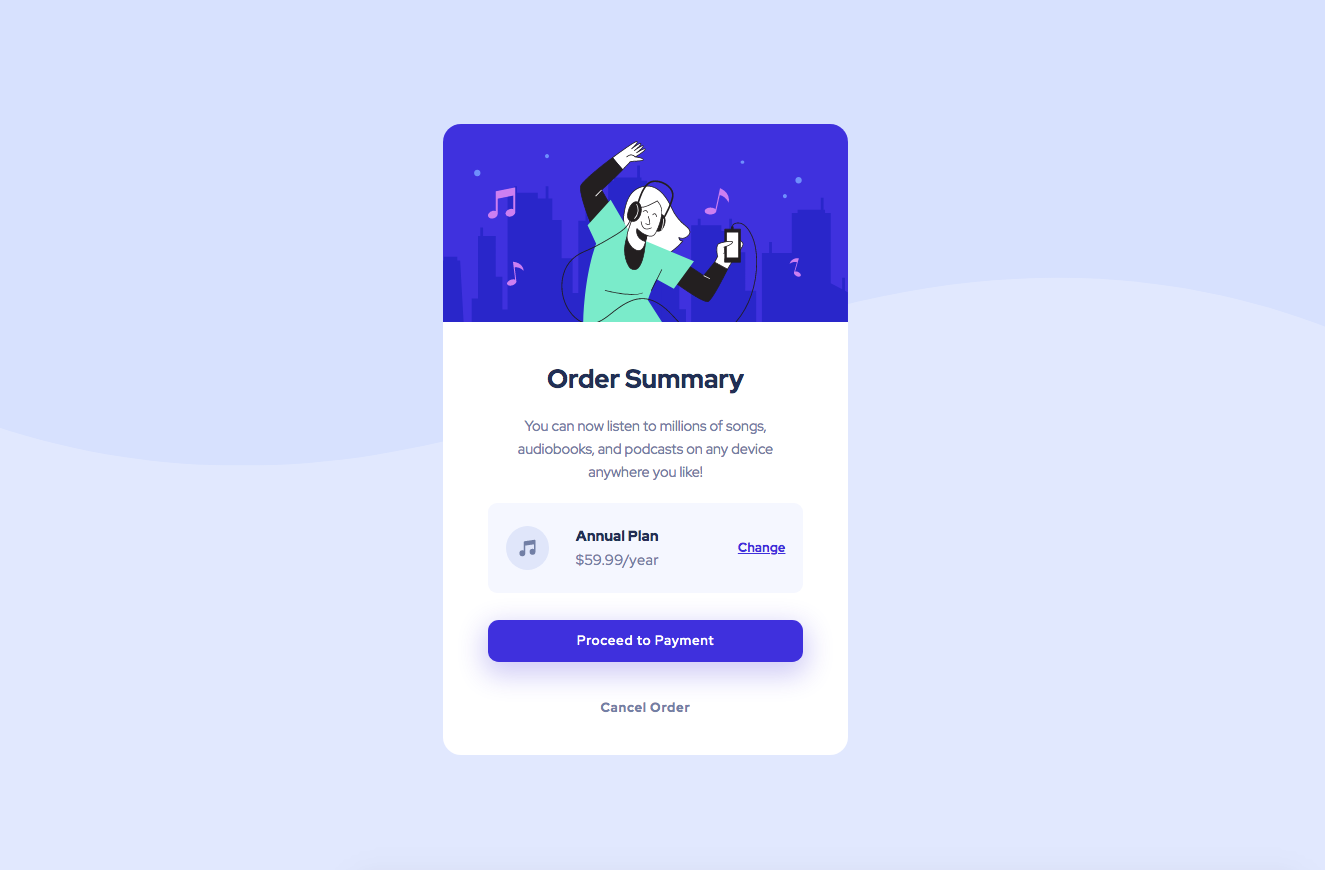 Order Summary
You can now listen to millions of songs,
audiobooks, and podcasts on any device
anywhere you like!
Annual Plan
$59.99/year
Change
Proceed to Payment
Cancel Order